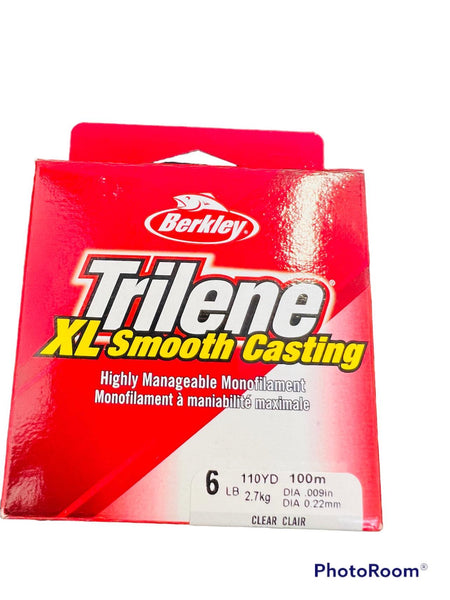 Berkley
Trilene®
XL Smooth Casting
Highly Manageable Monofilament
Monofilament à maniabilité maximale
6 LB 110YD 100m
2.7kg DIA .009in
DIA 0.22mm
CLEAR CLAIR
PhotoRoom®